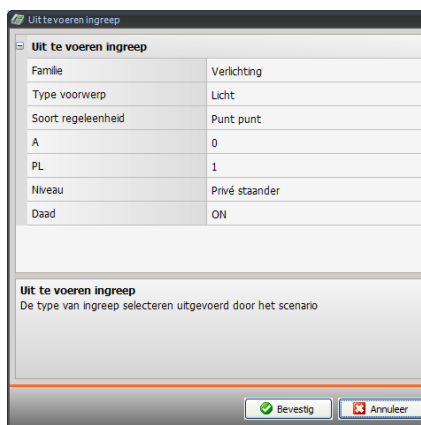 Uit te voeren ingreep
Uit te voeren ingreep
Familie Verlichting
Type voorwerp Licht
Soort regeleenheid Punt punt
A 0
PL 1
Niveau Privé staander
Daad ON
Uit te voeren ingreep
De type van ingreep selecteren uitgevoerd door het scenario
Bevestig Annuleer